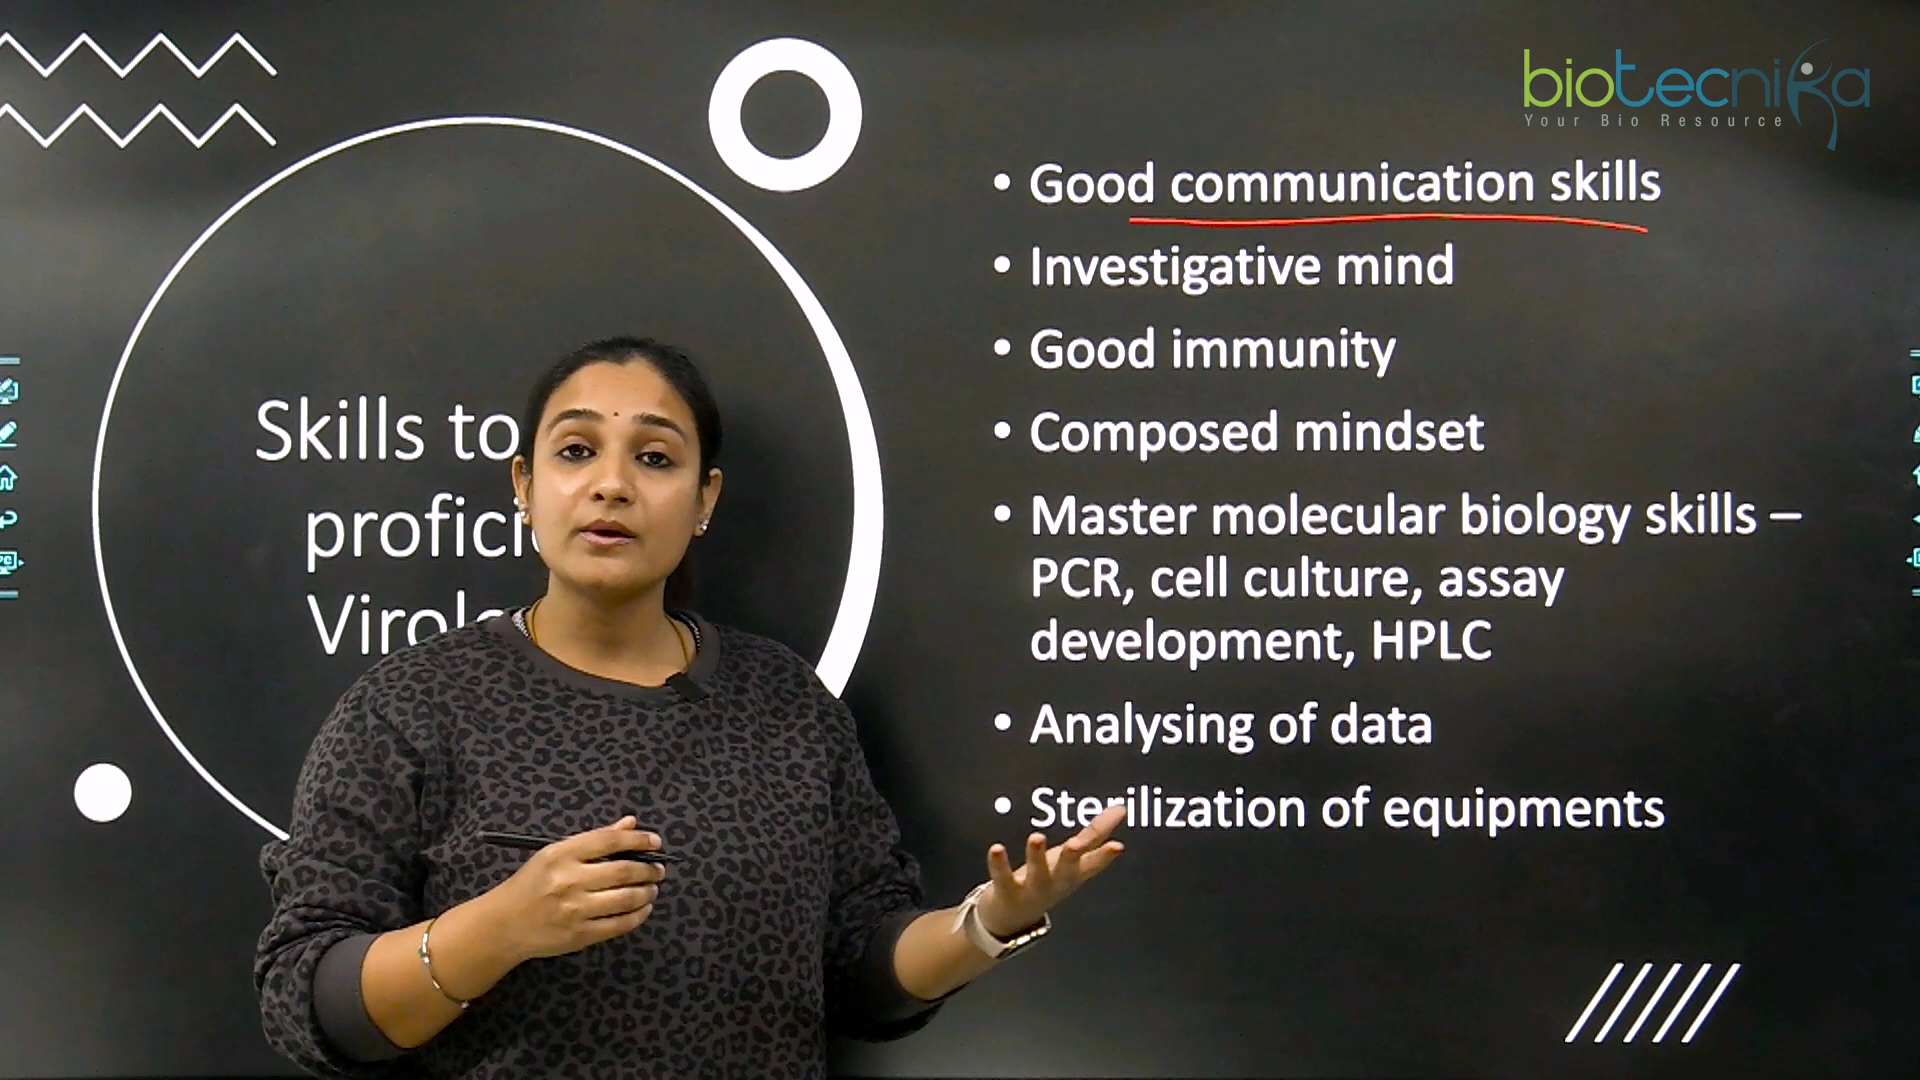 biotecnika
Your Bio Resource
Skills to
Good communication skills
Investigative mind
Good immunity
Composed mindset
Master molecular biology skills –
PCR, cell culture, assay
development, HPLC
Analysing of data
Sterilization of equipments